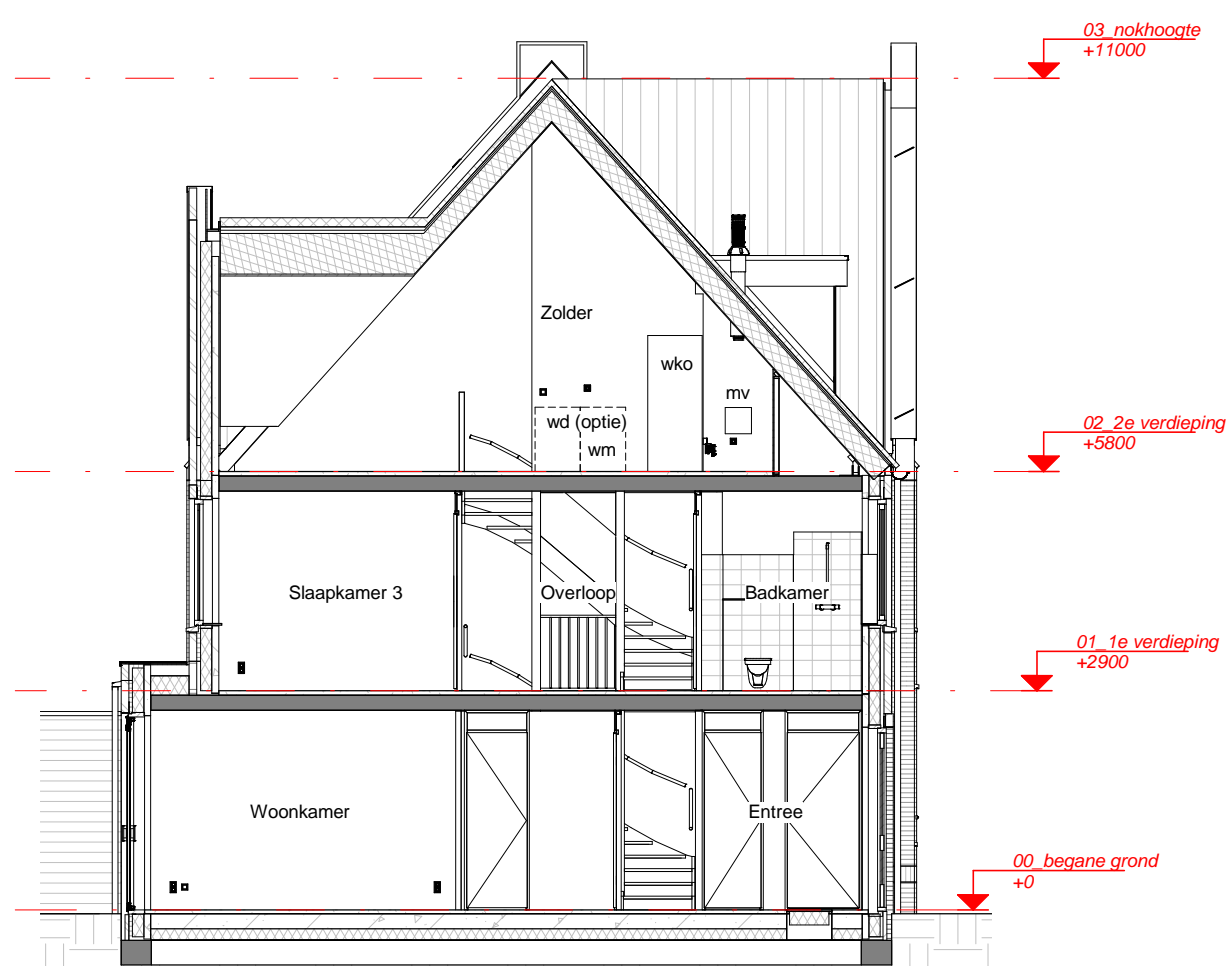 03_nokhoogte
+11000
Zolder
wko
mv
wd (optie)
wm
02_2e verdieping
+5800
Slaapkamer 3
Overloop
Badkamer
01_1e verdieping
+2900
Woonkamer
Entree
00_begane grond
+0